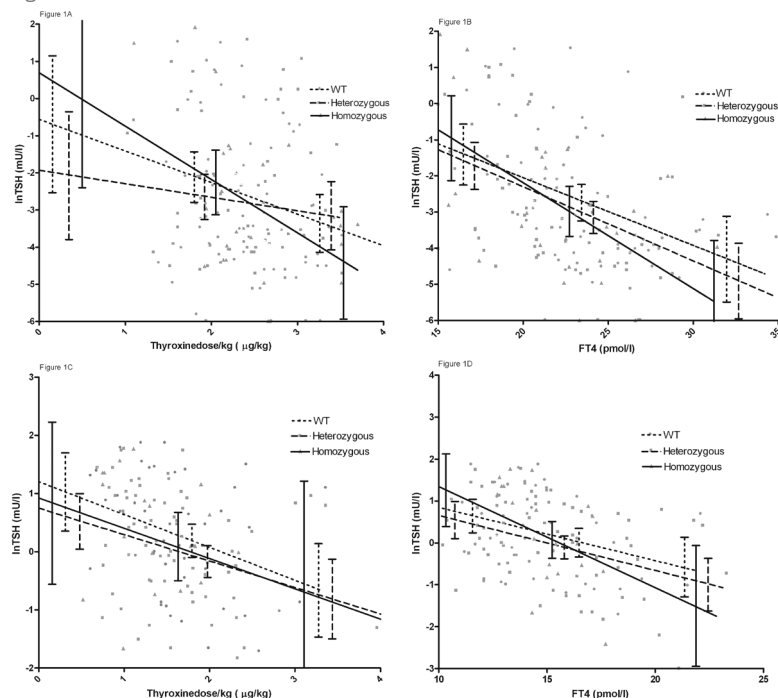 Figure 1A
2
1
0
-1
-2
-3
-4
-5
-6
lnTSH (mU/l)
WT
Heterozygous
Homozygous
0
1
2
3
4
Thyroxinedose/kg ( μg/kg)
Figure 1B
2
1
0
-1
-2
-3
-4
-5
-6
lnTSH (mU/l)
WT
Heterozygous
Homozygous
15
20
25
30
35
FT4 (pmol/l)
Figure 1C
3
2
1
0
-1
-2
lnTSH (mU/l)
WT
Heterozygous
Homozygous
0
1
2
3
4
Thyroxinedose/kg (μg/kg)
Figure 1D
4
3
2
1
0
-1
-2
-3
lnTSH (mU/l)
WT
Heterozygous
Homozygous
10
15
20
25
FT4 (pmol/l)